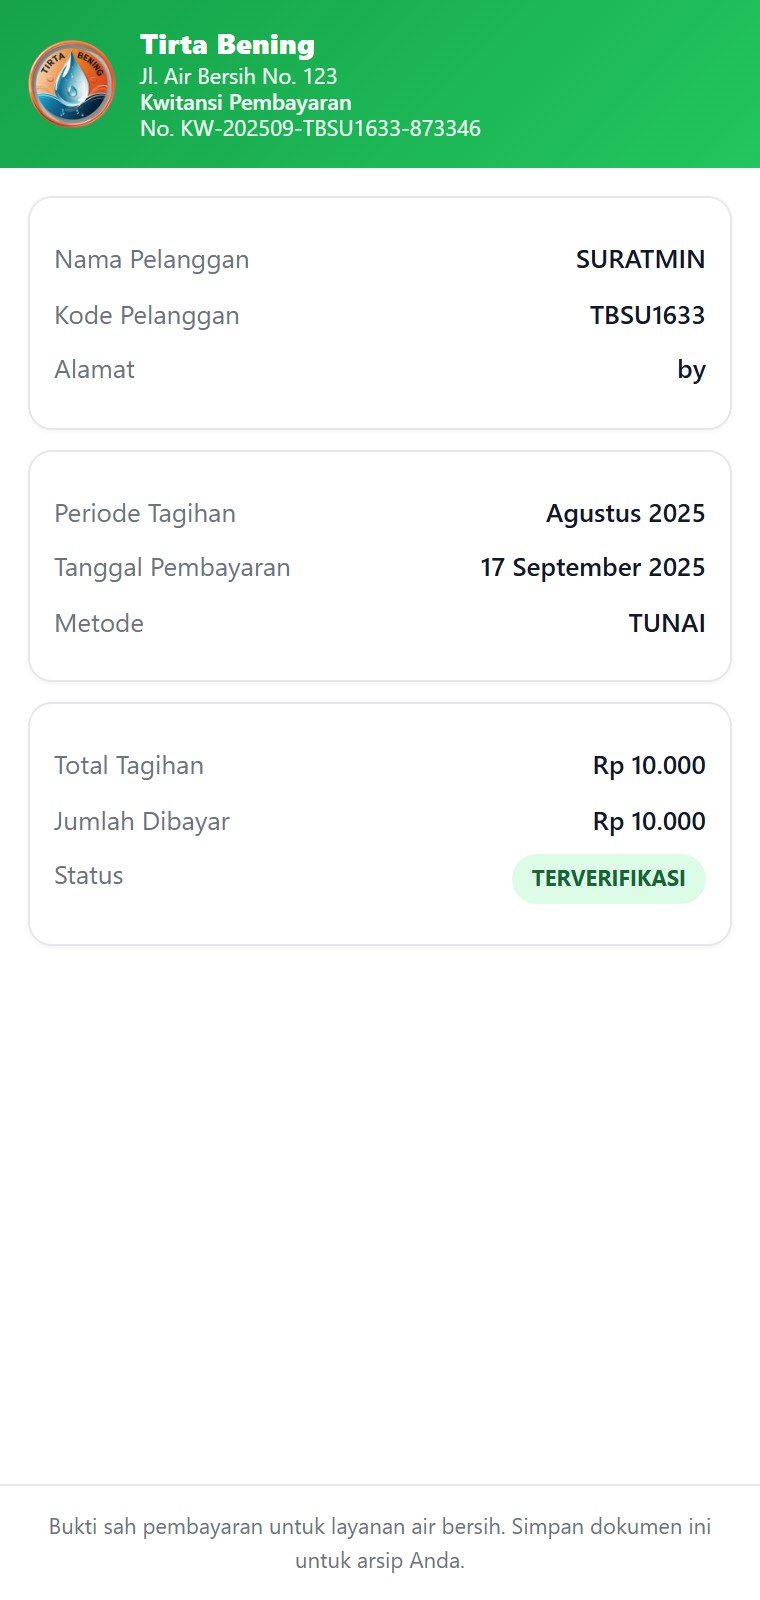 TIRTA BENING
Tirta Bening
Jl. Air Bersih No. 123
Kwitansi Pembayaran
No. KW-202509-TBSU1633-873346
Nama Pelanggan SURATMIN
Kode Pelanggan TBSU1633
Alamat by
Periode Tagihan Agustus 2025
Tanggal Pembayaran 17 September 2025
Metode TUNAI
Total Tagihan Rp 10.000
Jumlah Dibayar Rp 10.000
Status TERVERIFIKASI
Bukti sah pembayaran untuk layanan air bersih. Simpan dokumen ini
untuk arsip Anda.